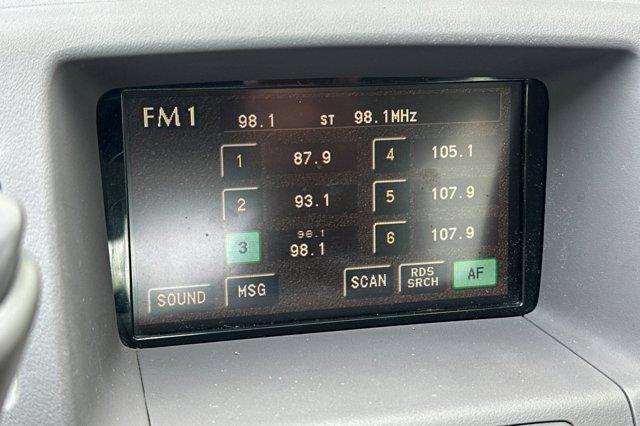 FM1 98.1 ST 98.1MHz
1 87.9 4 105.1
2 93.1 5 107.9
98.1
3 98.1 6 107.9
SOUND MSG SCAN RDS SRCH AF